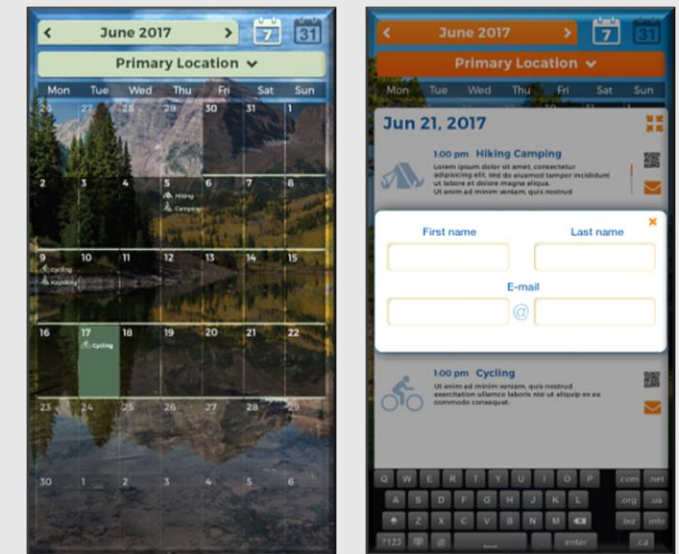 June 2017
7
31
Primary Location
Mon Tue Wed Thu Fri Sat Sun
26 27 28 29 30 31 1
2 3 4 5 6 7 8
Hiking
Camping
9 10 11 12 13 14 15
Cycling
Kayaking
16 17 18 19 20 21 22
Cycling
23 24 25 26 27 28 29
30 1 2 3 4 5 6
June 2017
7
31
Primary Location
Mon Tue Wed Thu Fri Sat Sun
Jun 21, 2017
1:00 pm Hiking Camping
Lorem ipsum dolor sit amet, consectetur
adipiscing elit, sed do eiusmod tempor incididunt
ut labore et dolore magna aliqua.
Ut enim ad minim veniam, quis nostrud
First name Last name
E-mail
@
1:00 pm Cycling
Ut enim ad minim veniam, quis nostrud
exercitation ullamco laboris nisi ut aliquip ex ea
commodo consequat.
Q W E R T Y U I O P .com .net
A S D F G H J K L .org .us
Z X C V B N M .biz .info
?123 @ . enter .ca